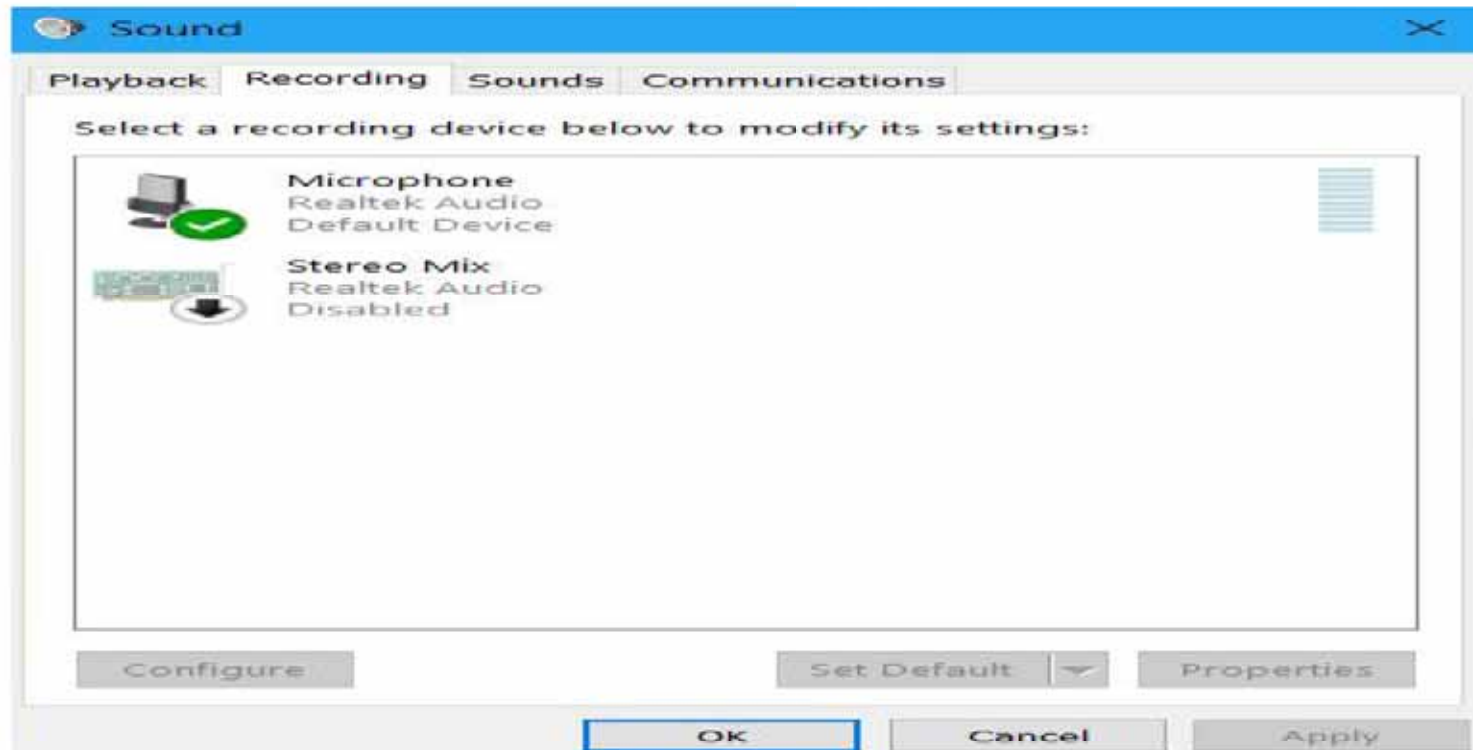 Sound
Playback Recording Sounds Communications
Select a recording device below to modify its settings:
Microphone
Realtek Audio
Default Device
Stereo Mix
Realtek Audio
Disabled
Configure Set Default Properties
OK Cancel Apply